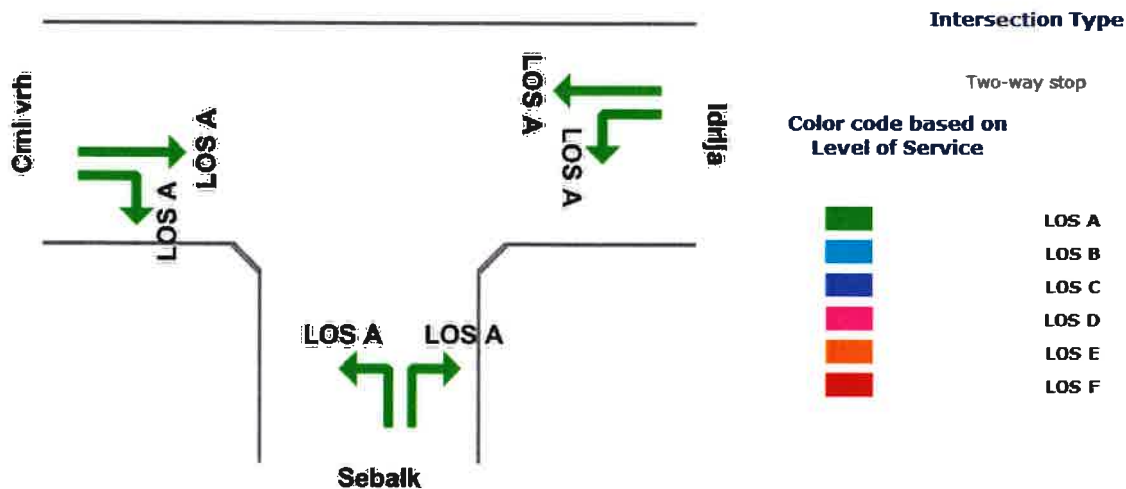 Intersection Type
Two-way stop
Color code based on
Level of Service
LOS A
LOS B
LOS C
LOS D
LOS E
LOS F
Črni vrh
LOS A
LOS A
LOS A
LOS A
Idrija
LOS A
LOS A
Sebalk